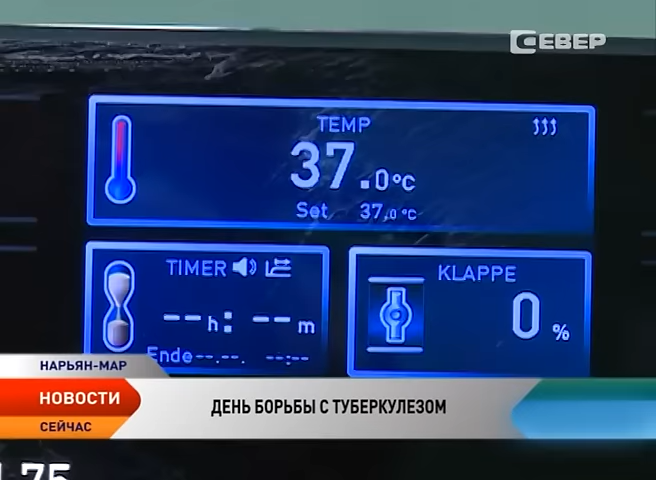 СЕВЕР
TEMP
37.0°C
Set 37,0 °C
TIMER
--h: --m
Ende--.--. --:--
KLAPPE
0 %
НАРЬЯН-МАР
НОВОСТИ
СЕЙЧАС
ДЕНЬ БОРЬБЫ С ТУБЕРКУЛЕЗОМ